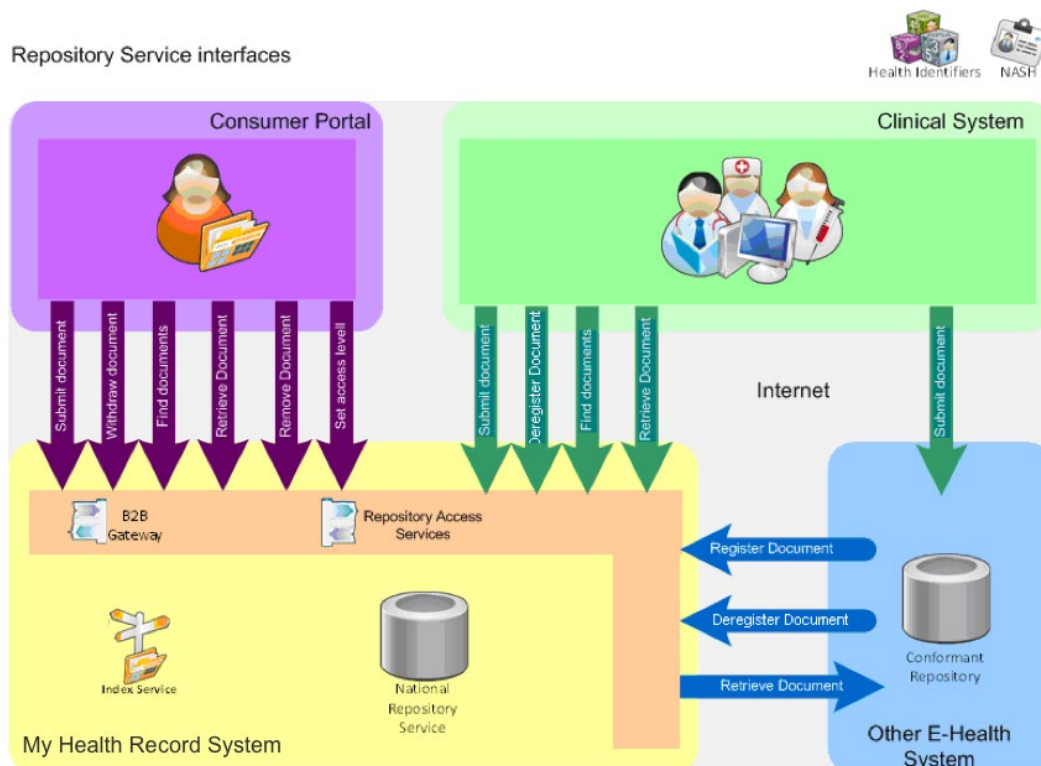 Repository Service interfaces
Health Identifiers
NASH
Consumer Portal
Clinical System
Submit document
Withdraw document
Find documents
Retrieve Document
Remove Document
Set access levell
Submit document
Deregister Document
Find documents
Retrieve Document
Internet
Submit document
B2B
Gateway
Repository Access
Services
Register Document
Deregister Document
Retrieve Document
Index Service
National
Repository
Service
Conformant
Repository
My Health Record System
Other E-Health
System